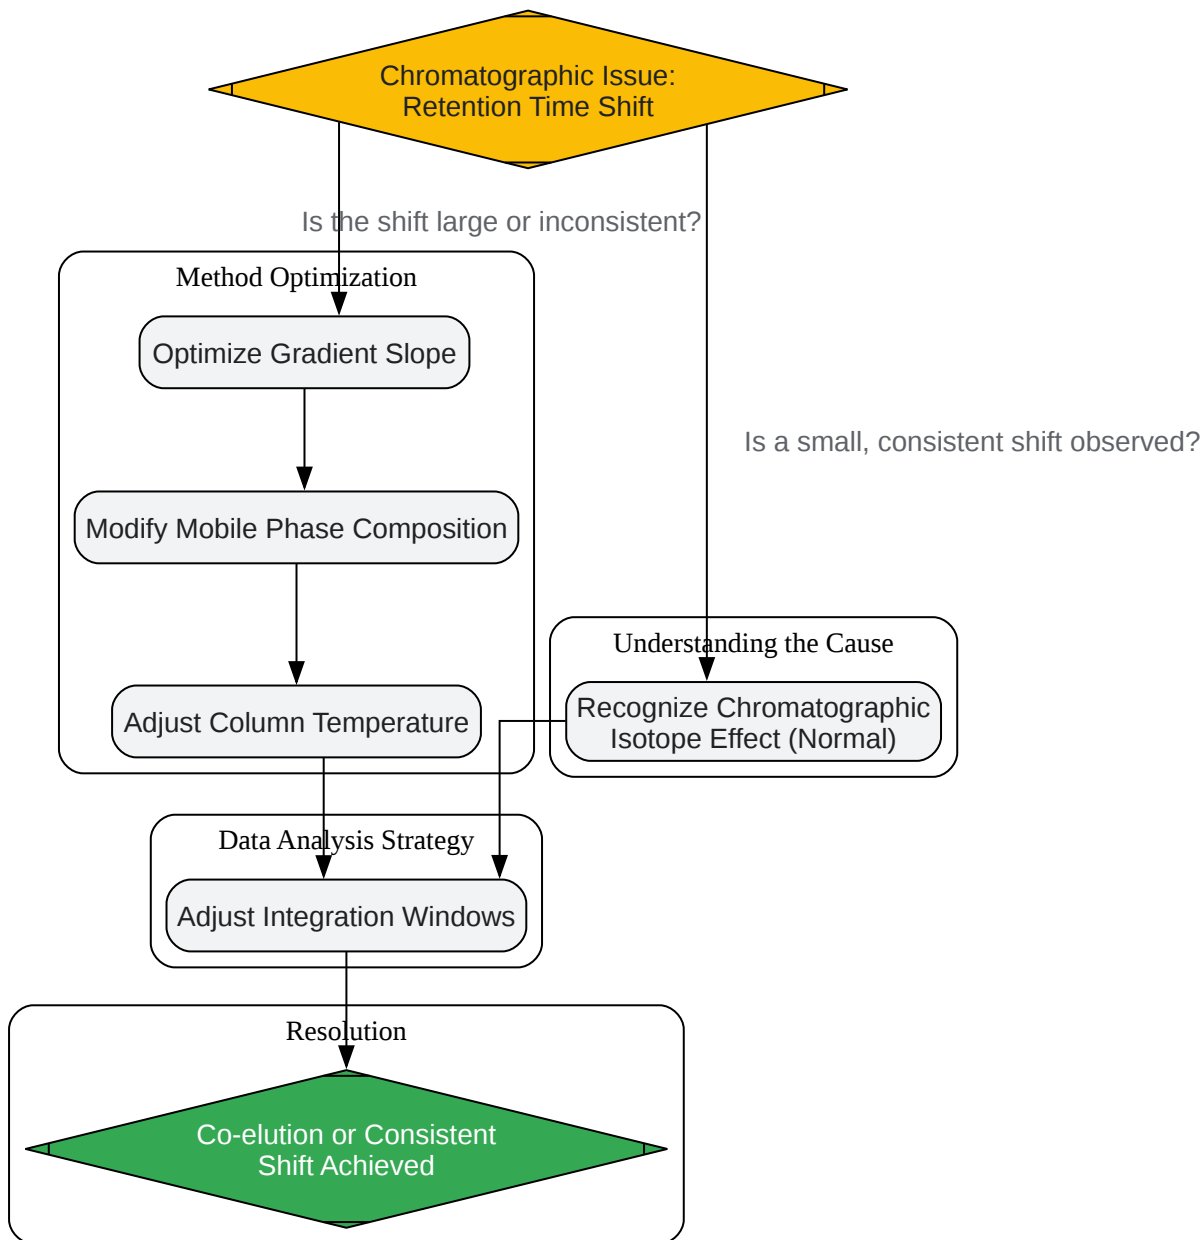 Chromatographic Issue:
Retention Time Shift
Is the shift large or inconsistent?
Method Optimization
Optimize Gradient Slope
Is a small, consistent shift observed?
Modify Mobile Phase Composition
Understanding the Cause
Recognize Chromatographic
Isotope Effect (Normal)
Adjust Column Temperature
Data Analysis Strategy
Adjust Integration Windows
Resolution
Co-elution or Consistent
Shift Achieved